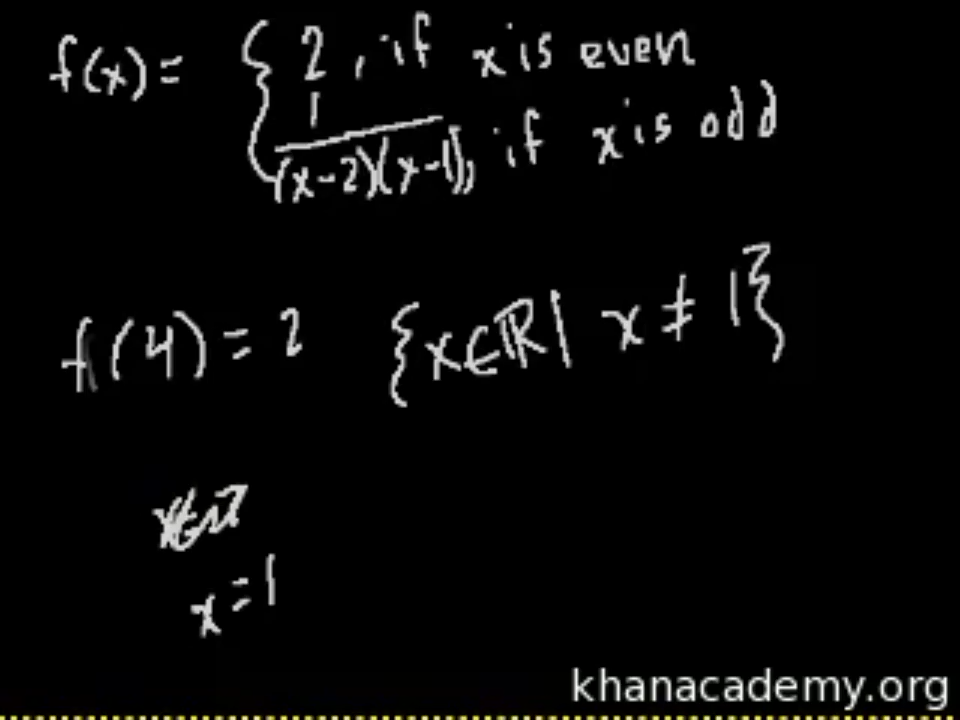 f(x) = { 2, if x is even
1/((x-2)(x-1)), if x is odd
f(4) = 2 {x∈ℝ| x ≠ 1}
x = 1
khanacademy.org